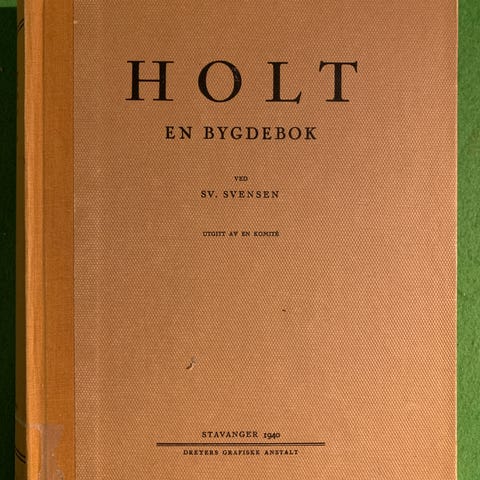 HOLT
EN BYGDEBOK
VED
SV. SVENSEN
UTGITT AV EN KOMITÉ
STAVANGER 1940
DREYERS GRAFISKE ANSTALT